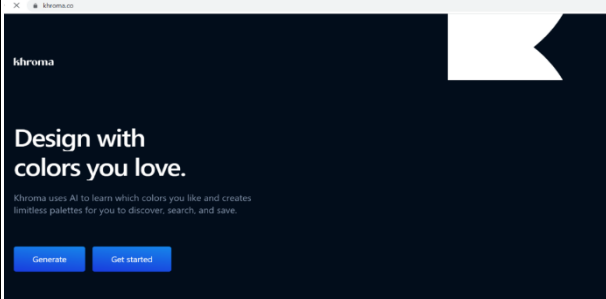 khroma.co
khroma
Design with
colors you love.
Khroma uses AI to learn which colors you like and creates
limitless palettes for you to discover, search, and save.
Generate Get started